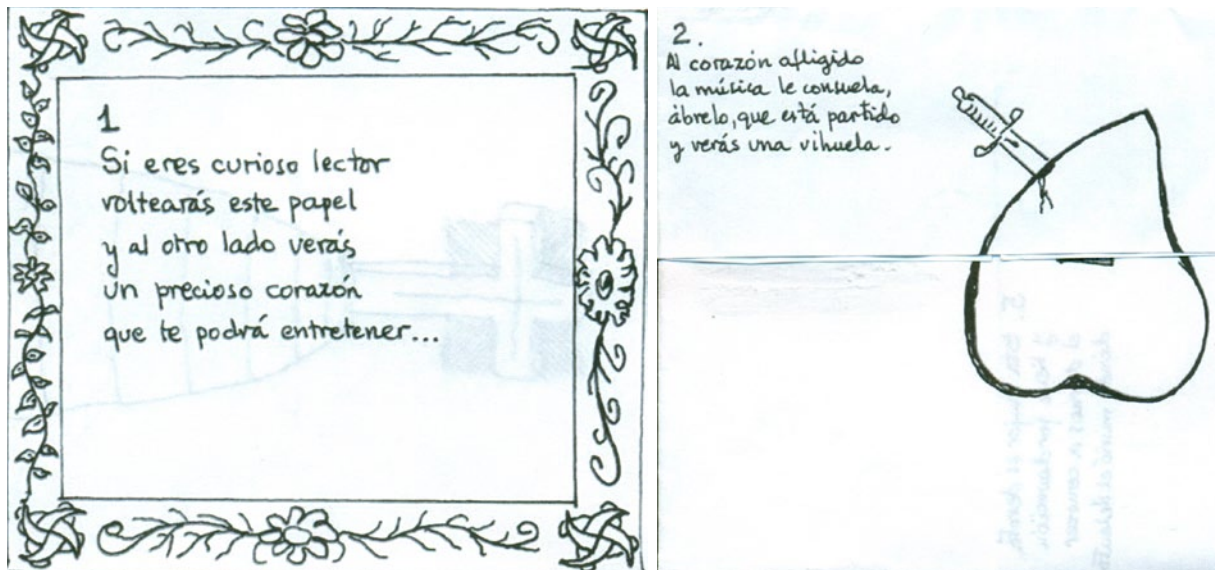 1
Si eres curioso lector
voltearás este papel
y al otro lado verás
un precioso corazón
que te podrá entretener...
2.
Al corazón afligido
la música le consuela,
ábrelo, que está partido
y verás una vihuela.